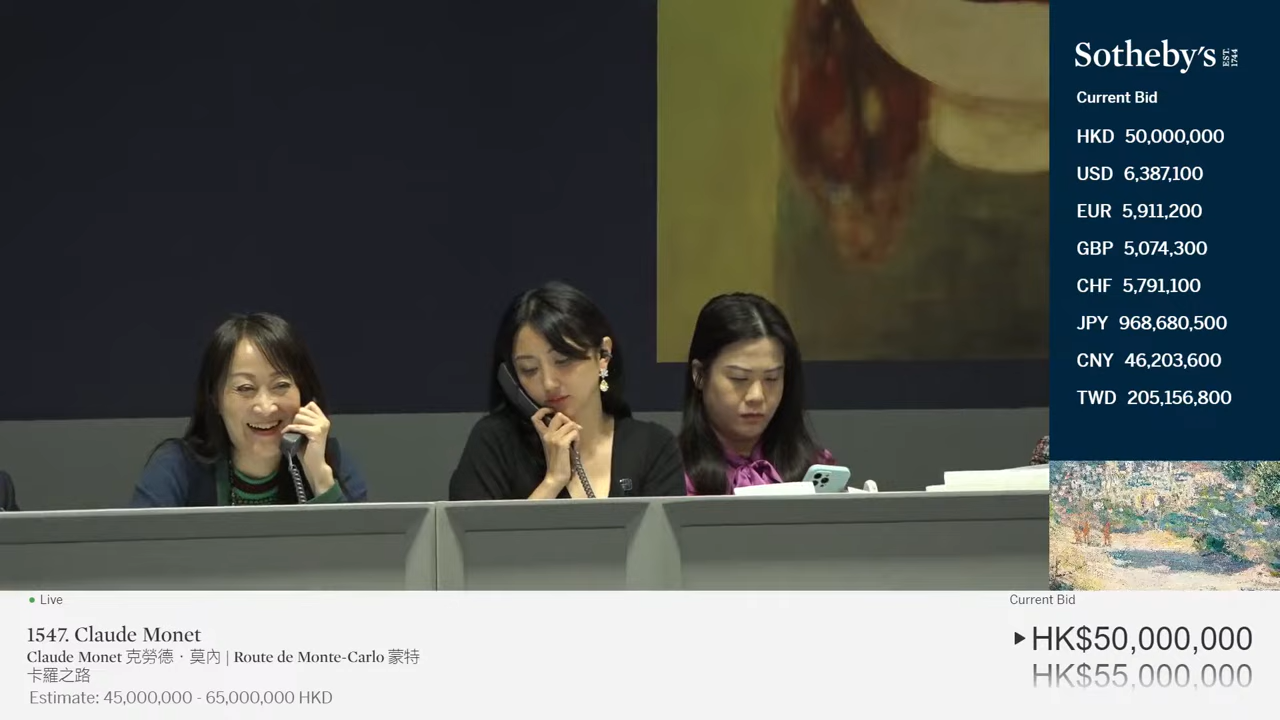 Sotheby's EST. 1744
Current Bid
HKD 50,000,000
USD 6,387,100
EUR 5,911,200
GBP 5,074,300
CHF 5,791,100
JPY 968,680,500
CNY 46,203,600
TWD 205,156,800
Live
1547. Claude Monet
Claude Monet 克勞德·莫內 | Route de Monte-Carlo 蒙特
卡羅之路
Estimate: 45,000,000 - 65,000,000 HKD
Current Bid
HK$50,000,000
HK$55,000,000